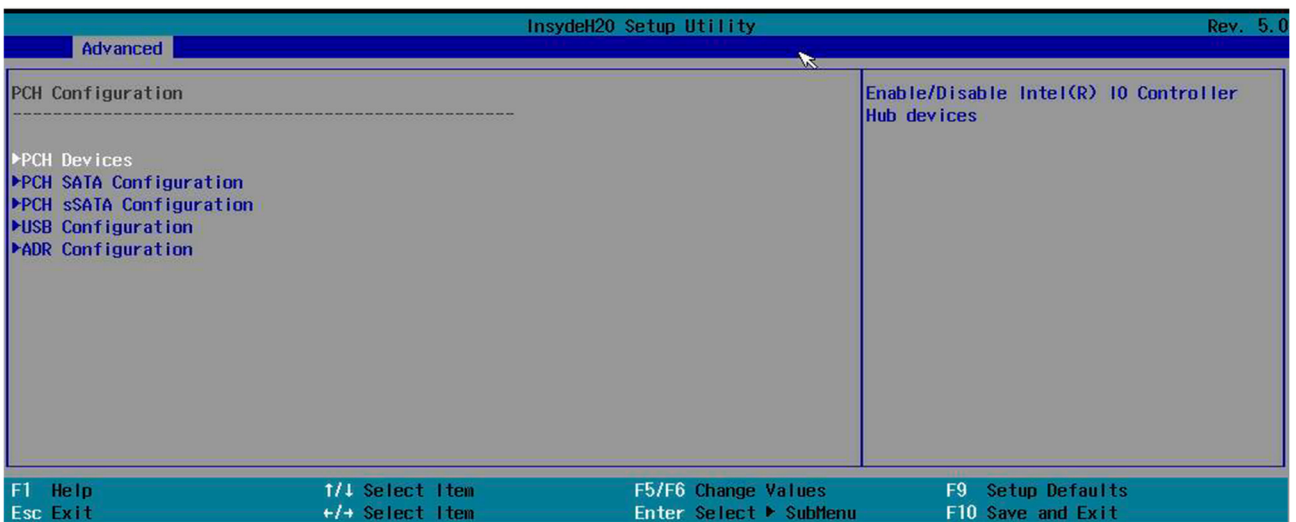 InsydeH20 Setup Utility Rev. 5.0
Advanced
PCH Configuration
--------------------------------------------------
▶PCH Devices
▶PCH SATA Configuration
▶PCH sSATA Configuration
▶USB Configuration
▶ADR Configuration
Enable/Disable Intel(R) IO Controller
Hub devices
F1 Help ↑/↓ Select Item F5/F6 Change Values F9 Setup Defaults
Esc Exit ←/→ Select Item Enter Select ▶ SubMenu F10 Save and Exit